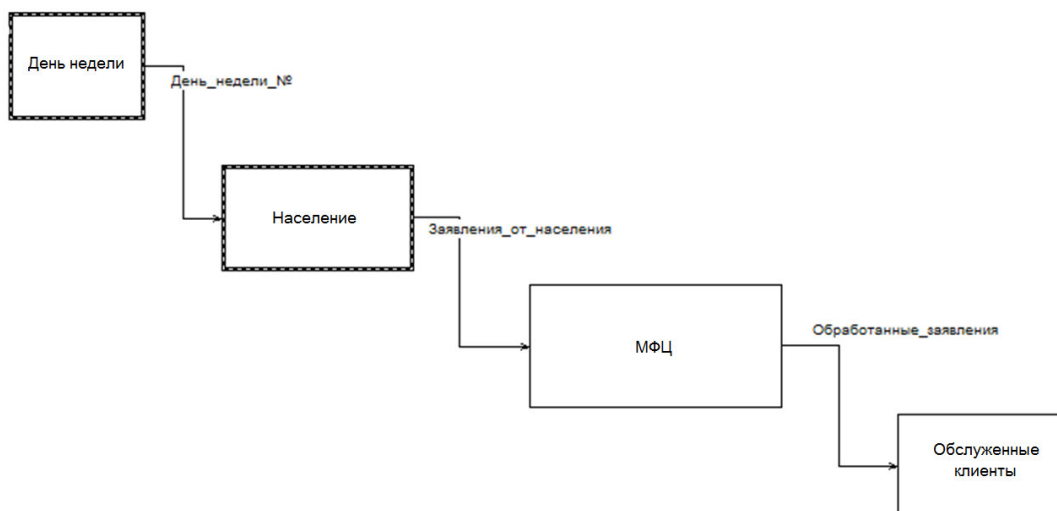 День недели
День_недели_№
Население
Заявления_от_населения
МФЦ
Обработанные_заявления
Обслуженные
клиенты